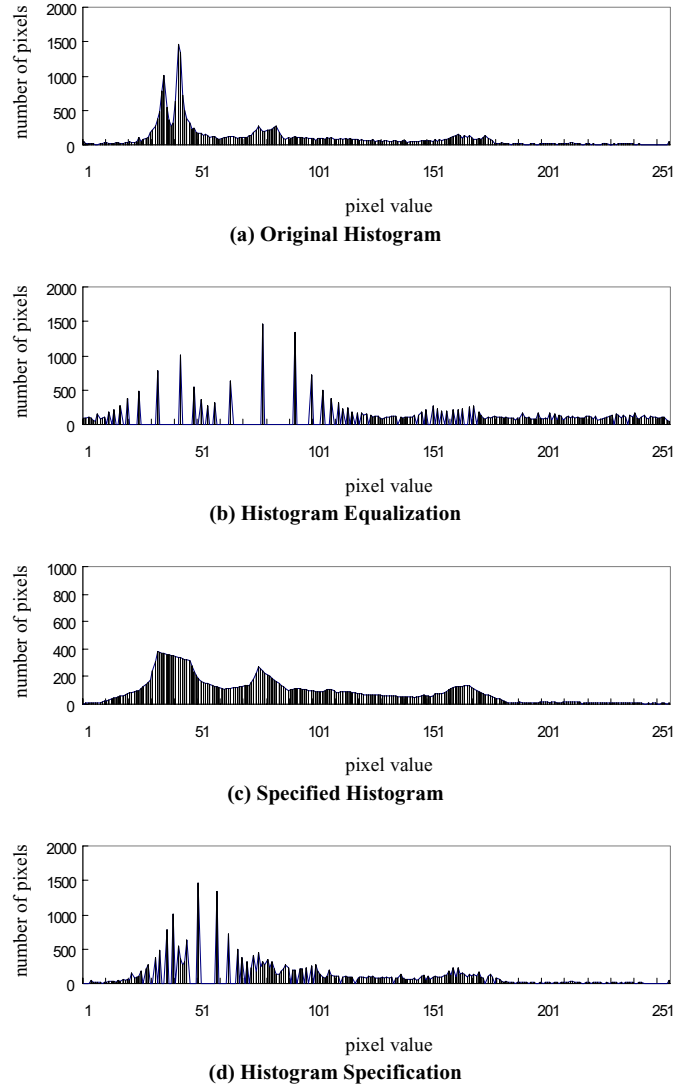 number of pixels
2000
1500
1000
500
0
1 51 101 151 201 251
pixel value
(a) Original Histogram
number of pixels
2000
1500
1000
500
0
1 51 101 151 201 251
pixel value
(b) Histogram Equalization
number of pixels
1000
800
600
400
200
0
1 51 101 151 201 251
pixel value
(c) Specified Histogram
number of pixels
2000
1500
1000
500
0
1 51 101 151 201 251
pixel value
(d) Histogram Specification